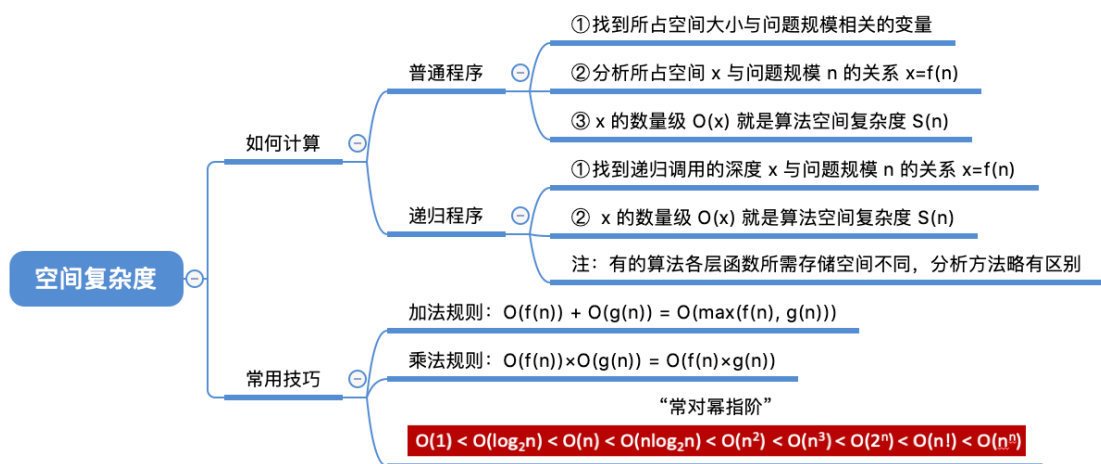 ①找到所占空间大小与问题规模相关的变量
普通程序
②分析所占空间 x 与问题规模 n 的关系 x=f(n)
③ x 的数量级 O(x) 就是算法空间复杂度 S(n)
如何计算
①找到递归调用的深度 x 与问题规模 n 的关系 x=f(n)
递归程序
② x 的数量级 O(x) 就是算法空间复杂度 S(n)
注：有的算法各层函数所需存储空间不同，分析方法略有区别
空间复杂度
加法规则：O(f(n)) + O(g(n)) = O(max(f(n), g(n)))
乘法规则：O(f(n))×O(g(n)) = O(f(n)×g(n))
常用技巧
“常对幂指阶”
O(1) < O(log₂n) < O(n) < O(nlog₂n) < O(n²) < O(n³) < O(2ⁿ) < O(n!) < O(nⁿ)